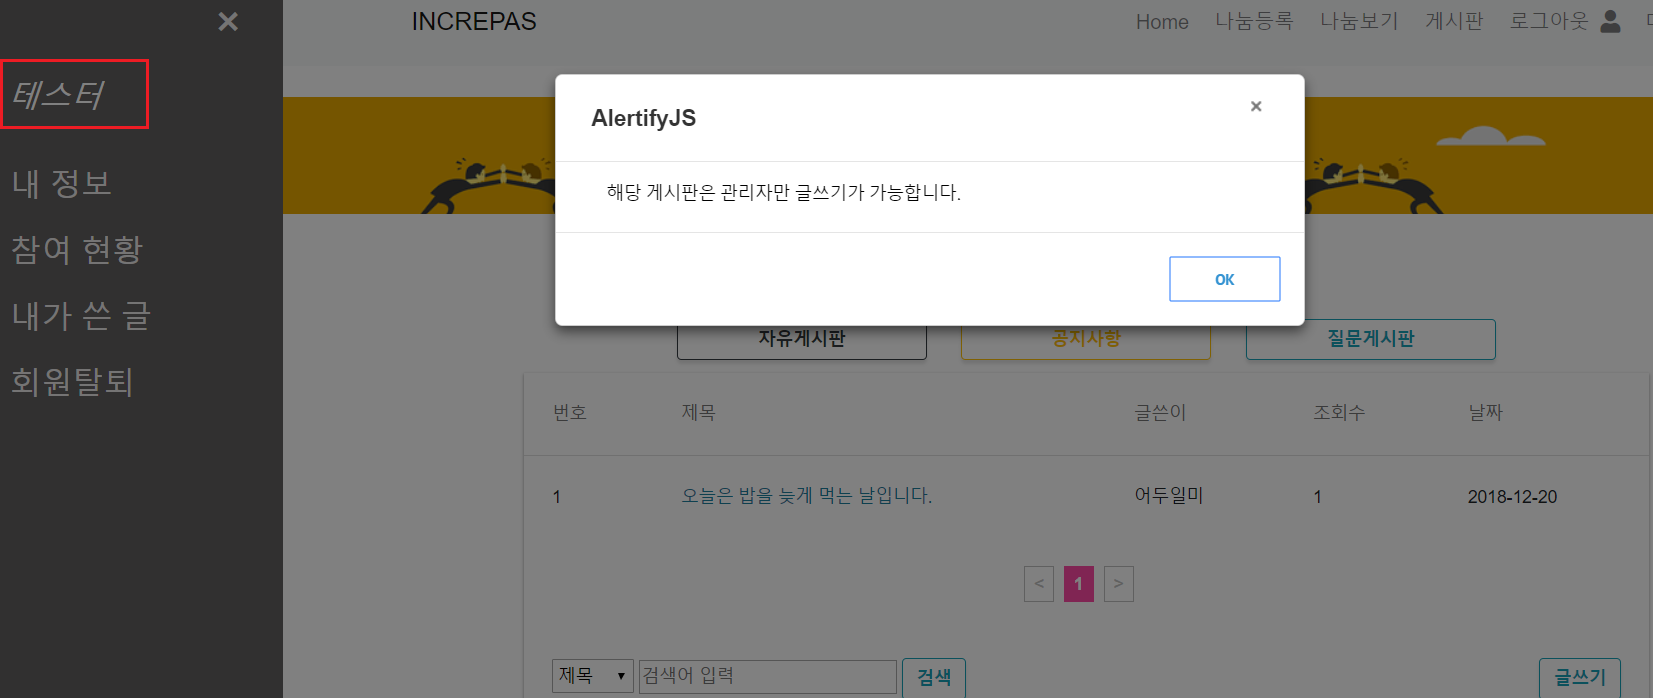 ×
테스터
내 정보
참여 현황
내가 쓴 글
회원탈퇴
INCREPAS
Home 나눔등록 나눔보기 게시판 로그아웃
AlertifyJS
×
해당 게시판은 관리자만 글쓰기가 가능합니다.
OK
자유게시판 공지사항 질문게시판
번호 제목 글쓴이 조회수 날짜
1 오늘은 밥을 늦게 먹는 날입니다. 어두일미 1 2018-12-20
< 1 >
제목 검색어 입력 검색 글쓰기